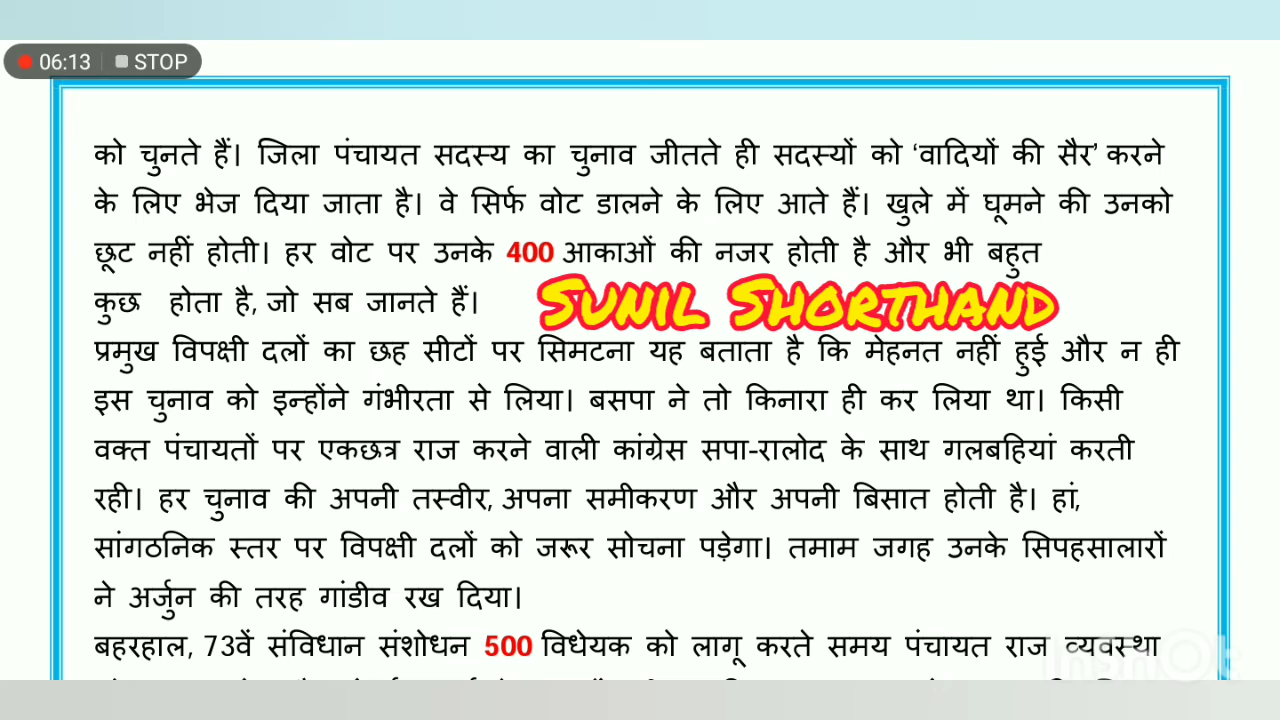 06:13 STOP
को चुनते हैं। जिला पंचायत सदस्य का चुनाव जीतते ही सदस्यों को ‘वादियों की सैर’ करने
के लिए भेज दिया जाता है। वे सिर्फ वोट डालने के लिए आते हैं। खुले में घूमने की उनको
छूट नहीं होती। हर वोट पर उनके 400 आकाओं की नजर होती है और भी बहुत
कुछ होता है, जो सब जानते हैं।
SUNIL SHORTHAND
प्रमुख विपक्षी दलों का छह सीटों पर सिमटना यह बताता है कि मेहनत नहीं हुई और न ही
इस चुनाव को इन्होंने गंभीरता से लिया। बसपा ने तो किनारा ही कर लिया था। किसी
वक्त पंचायतों पर एकछत्र राज करने वाली कांग्रेस सपा-रालोद के साथ गलबहियां करती
रही। हर चुनाव की अपनी तस्वीर, अपना समीकरण और अपनी बिसात होती है। हां,
सांगठनिक स्तर पर विपक्षी दलों को जरूर सोचना पड़ेगा। तमाम जगह उनके सिपहसालारों
ने अर्जुन की तरह गांडीव रख दिया।
बहरहाल, 73वें संविधान संशोधन 500 विधेयक को लागू करते समय पंचायत राज व्यवस्था
InShOt